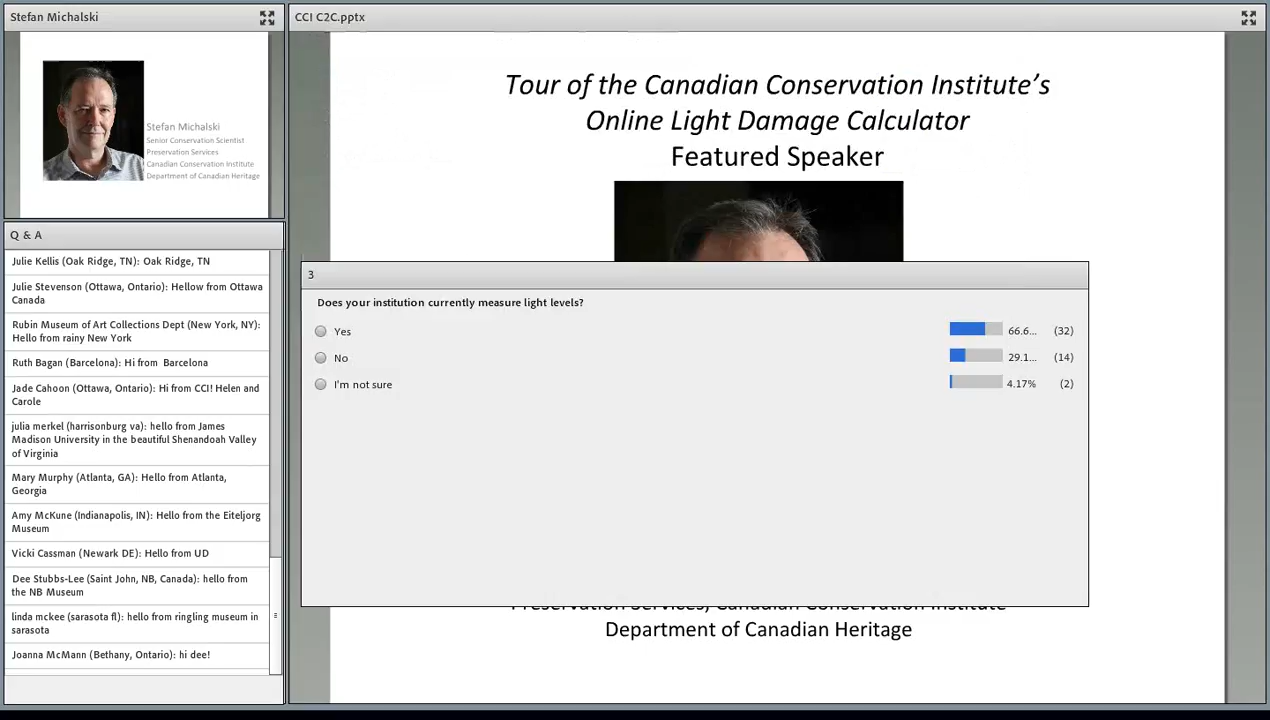 Stefan Michalski
Stefan Michalski
Senior Conservation Scientist
Preservation Services
Canadian Conservation Institute
Department of Canadian Heritage
Q & A
Julie Kellis (Oak Ridge, TN): Oak Ridge, TN
Julie Stevenson (Ottawa, Ontario): Hellow from Ottawa
Canada
Rubin Museum of Art Collections Dept (New York, NY):
Hello from rainy New York
Ruth Bagan (Barcelona): Hi from Barcelona
Jade Cahoon (Ottawa, Ontario): Hi from CCI! Helen and
Carole
julia merkel (harrisonburg va): hello from James
Madison University in the beautiful Shenandoah Valley
of Virginia
Mary Murphy (Atlanta, GA): Hello from Atlanta,
Georgia
Amy McKune (Indianapolis, IN): Hello from the Eiteljorg
Museum
Vicki Cassman (Newark DE): Hello from UD
Dee Stubbs-Lee (Saint John, NB, Canada): hello from
the NB Museum
linda mckee (sarasota fl): hello from ringling museum in
sarasota
Joanna McMann (Bethany, Ontario): hi dee!
CCI C2C.pptx
Tour of the Canadian Conservation Institute’s
Online Light Damage Calculator
Featured Speaker
3
Does your institution currently measure light levels?
Yes 66.6... (32)
No 29.1... (14)
I'm not sure 4.17% (2)
Preservation Services, Canadian Conservation Institute
Department of Canadian Heritage